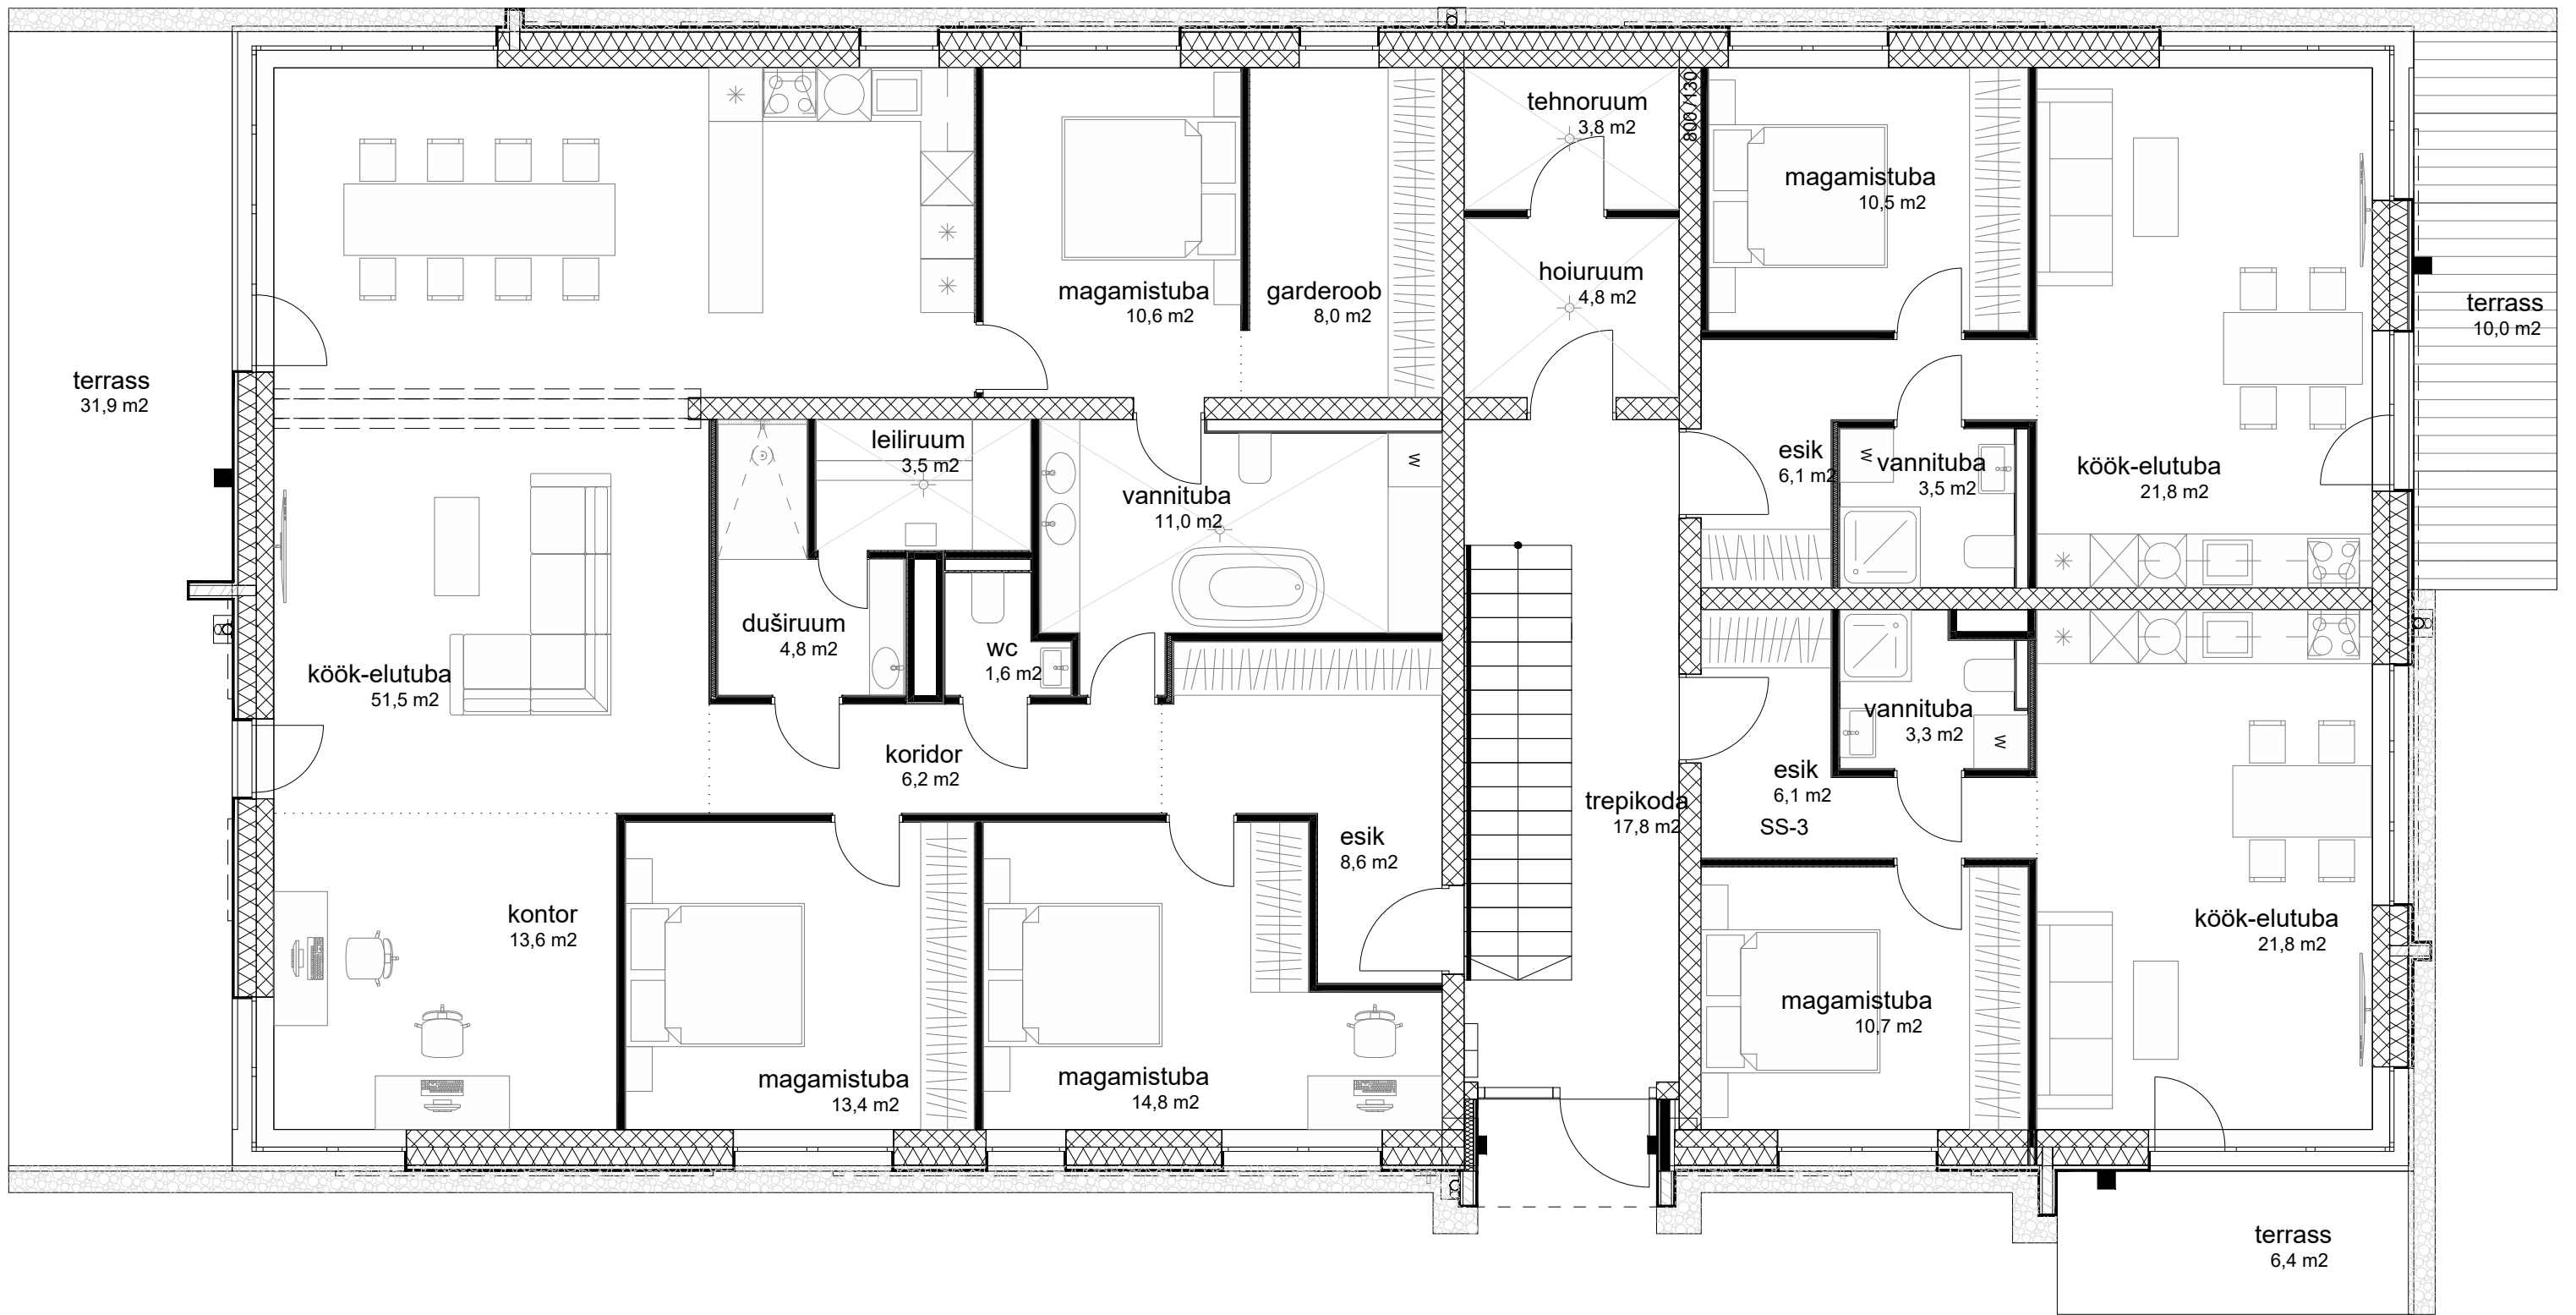 tehnoruum
3,8 m2
800/130
magamistuba
10,5 m2
hoiuruum
4,8 m2
magamistuba
10,6 m2
garderoob
8,0 m2
terrass
10,0 m2
terrass
31,9 m2
leiliruum
3,5 m2
vannituba
11,0 m2
W
esik
6,1 m2
W
vannituba
3,5 m2
köök-elutuba
21,8 m2
duširuum
4,8 m2
wc
1,6 m2
köök-elutuba
51,5 m2
vannituba
3,3 m2
W
koridor
6,2 m2
esik
6,1 m2
SS-3
trepikoda
17,8 m2
esik
8,6 m2
kontor
13,6 m2
köök-elutuba
21,8 m2
magamistuba
10,7 m2
magamistuba
13,4 m2
magamistuba
14,8 m2
terrass
6,4 m2